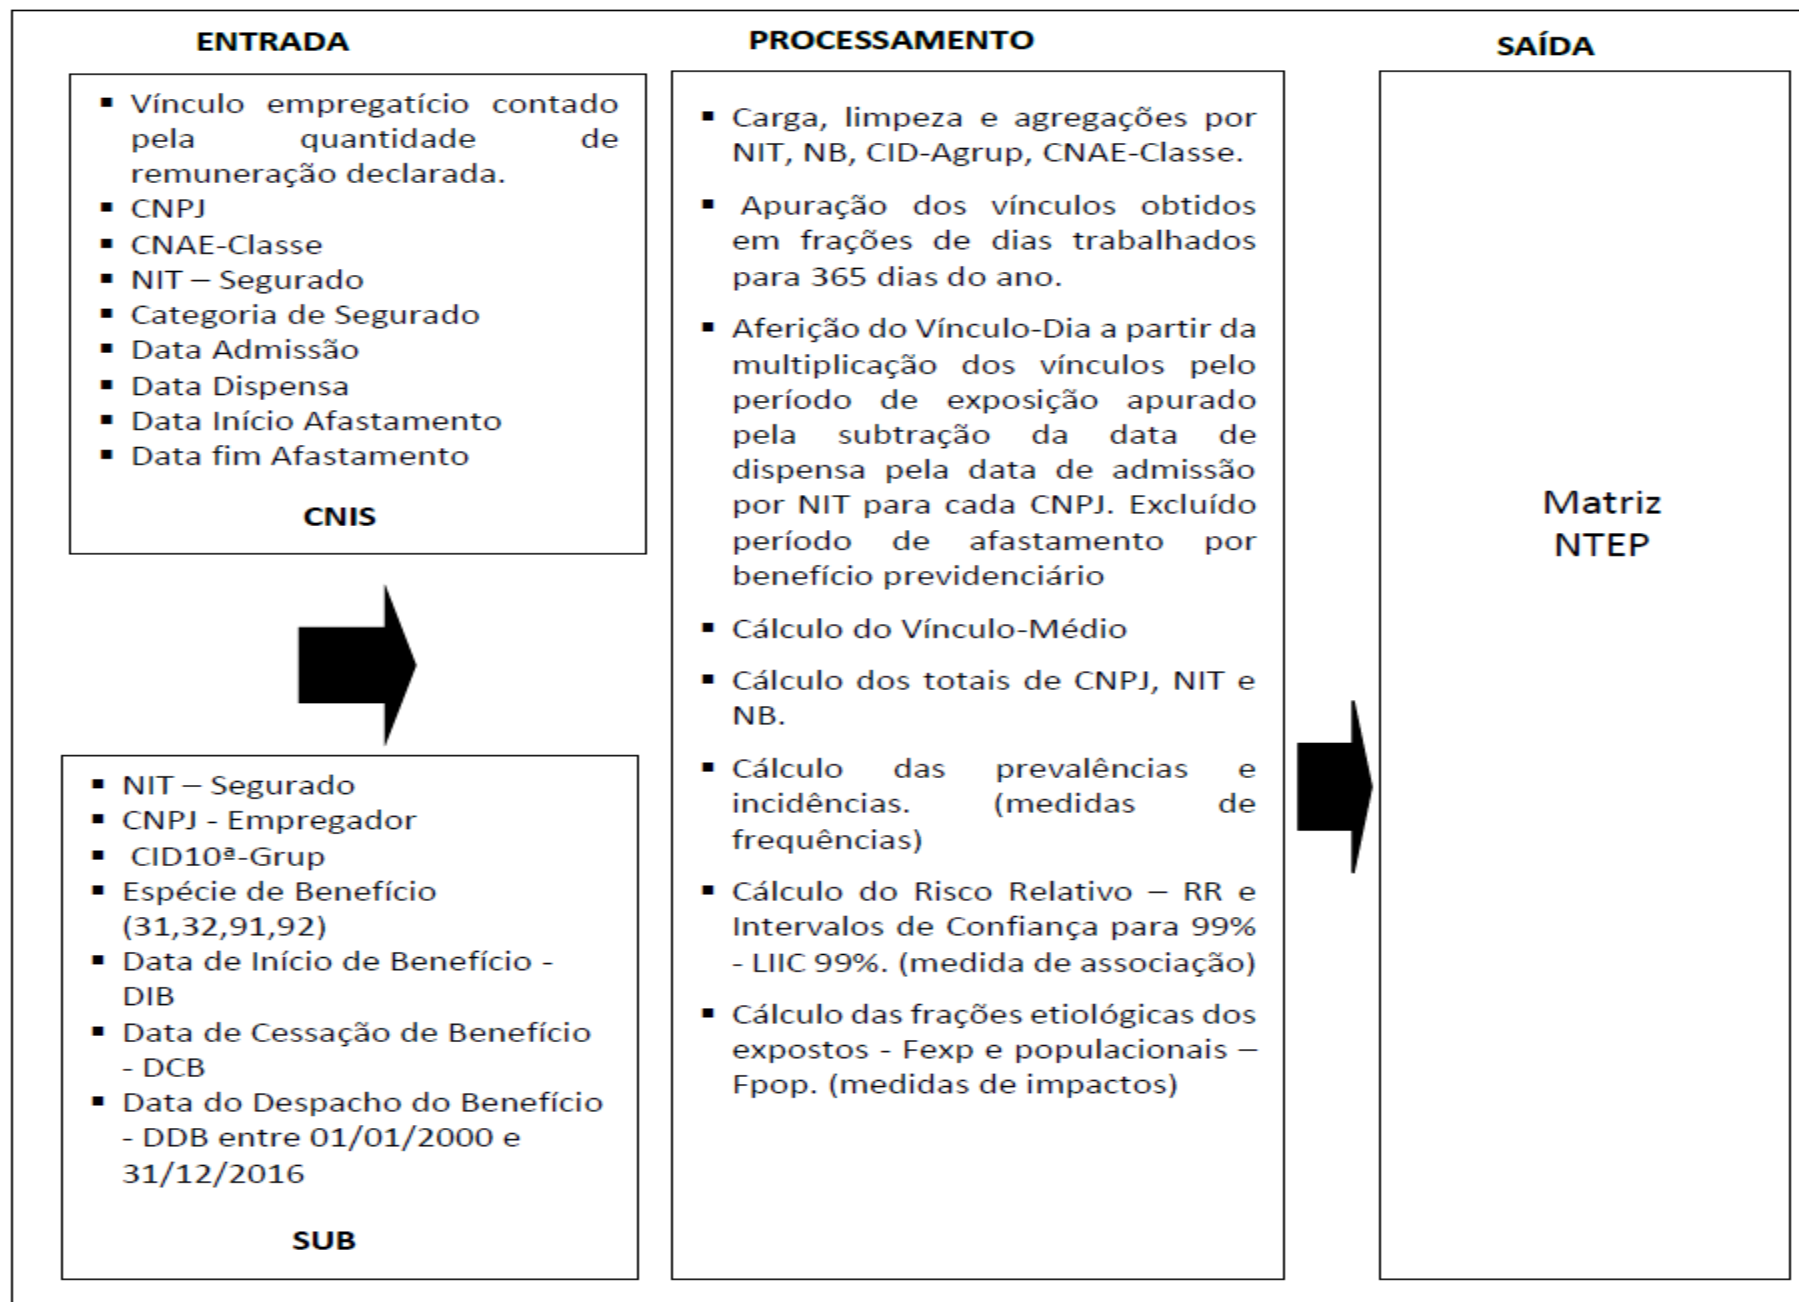 ENTRADA
▪ Vínculo empregatício contado
pela quantidade de
remuneração declarada.
▪ CNPJ
▪ CNAE-Classe
▪ NIT – Segurado
▪ Categoria de Segurado
▪ Data Admissão
▪ Data Dispensa
▪ Data Início Afastamento
▪ Data fim Afastamento
CNIS
▪ NIT – Segurado
▪ CNPJ - Empregador
▪ CID10ª-Grup
▪ Espécie de Benefício
(31,32,91,92)
▪ Data de Início de Benefício -
DIB
▪ Data de Cessação de Benefício
- DCB
▪ Data do Despacho do Benefício
- DDB entre 01/01/2000 e
31/12/2016
SUB
PROCESSAMENTO
▪ Carga, limpeza e agregações por
NIT, NB, CID-Agrup, CNAE-Classe.
▪ Apuração dos vínculos obtidos
em frações de dias trabalhados
para 365 dias do ano.
▪ Aferição do Vínculo-Dia a partir da
multiplicação dos vínculos pelo
período de exposição apurado
pela subtração da data de
dispensa pela data de admissão
por NIT para cada CNPJ. Excluído
período de afastamento por
benefício previdenciário
▪ Cálculo do Vínculo-Médio
▪ Cálculo dos totais de CNPJ, NIT e
NB.
▪ Cálculo das prevalências e
incidências. (medidas de
frequências)
▪ Cálculo do Risco Relativo – RR e
Intervalos de Confiança para 99%
- LIIC 99%. (medida de associação)
▪ Cálculo das frações etiológicas dos
expostos - Fexp e populacionais –
Fpop. (medidas de impactos)
SAÍDA
Matriz
NTEP